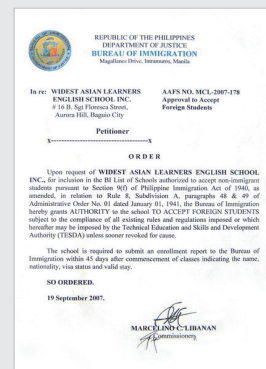 REPUBLIC OF THE PHILIPPINES
DEPARTMENT OF JUSTICE
BUREAU OF IMMIGRATION
Magallanes Drive, Intramuros, Manila
In re: WIDEST ASIAN LEARNERS
ENGLISH SCHOOL INC.
# 16 B. Sgt Floresca Street,
Aurora Hill, Baguio City
Petitioner
x-----------------------------------x
AAFS NO. MCL-2007-178
Approval to Accept
Foreign Students
O R D E R
Upon request of WIDEST ASIAN LEARNERS ENGLISH SCHOOL
INC., for inclusion in the BI List of Schools authorized to accept non-immigrant
students pursuant to Section 9(f) of Philippine Immigration Act of 1940, as
amended, in relation to Rule 8, Subdivision A, paragraphs 48 & 49 of
Administrative Order No. 01 dated January 01, 1941, the Bureau of Immigration
hereby grants AUTHORITY to the school TO ACCEPT FOREIGN STUDENTS
subject to the compliance of all existing rules and regulations imposed or which
hereafter may be imposed by the Technical Education and Skills and Development
Authority (TESDA) unless sooner revoked for cause.
The school is required to submit an enrollment report to the Bureau of
Immigration within 45 days after commencement of classes indicating the name,
nationality, visa status and valid stay.
SO ORDERED.
19 September 2007.
MARCELINO C. LIBANAN
Commissioner